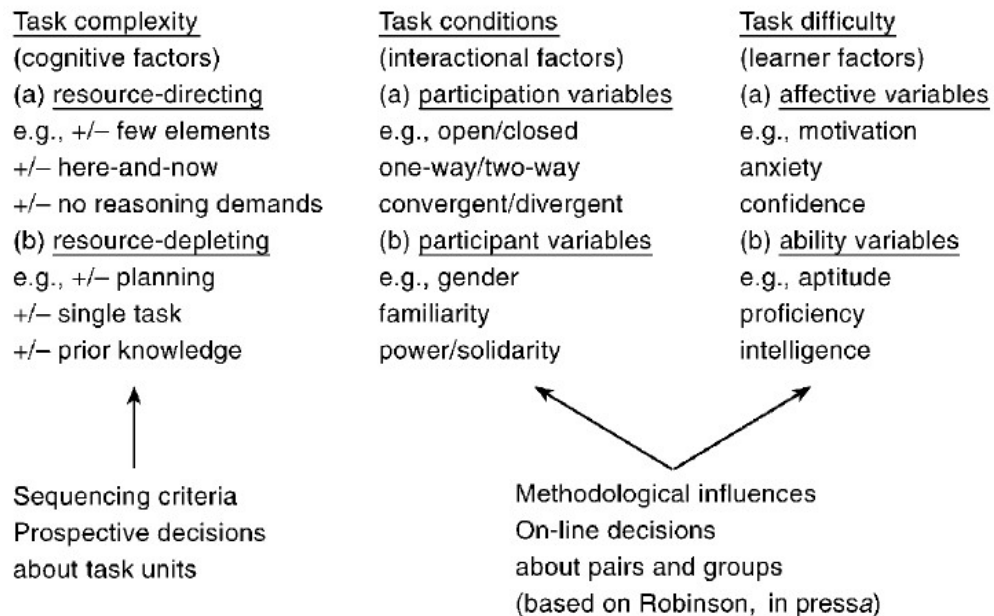 Task complexity
(cognitive factors)
(a) resource-directing
e.g., +/– few elements
+/– here-and-now
+/– no reasoning demands
(b) resource-depleting
e.g., +/– planning
+/– single task
+/– prior knowledge
Task conditions
(interactional factors)
(a) participation variables
e.g., open/closed
one-way/two-way
convergent/divergent
(b) participant variables
e.g., gender
familiarity
power/solidarity
Task difficulty
(learner factors)
(a) affective variables
e.g., motivation
anxiety
confidence
(b) ability variables
e.g., aptitude
proficiency
intelligence
Sequencing criteria
Prospective decisions
about task units
Methodological influences
On-line decisions
about pairs and groups
(based on Robinson, in pressa)